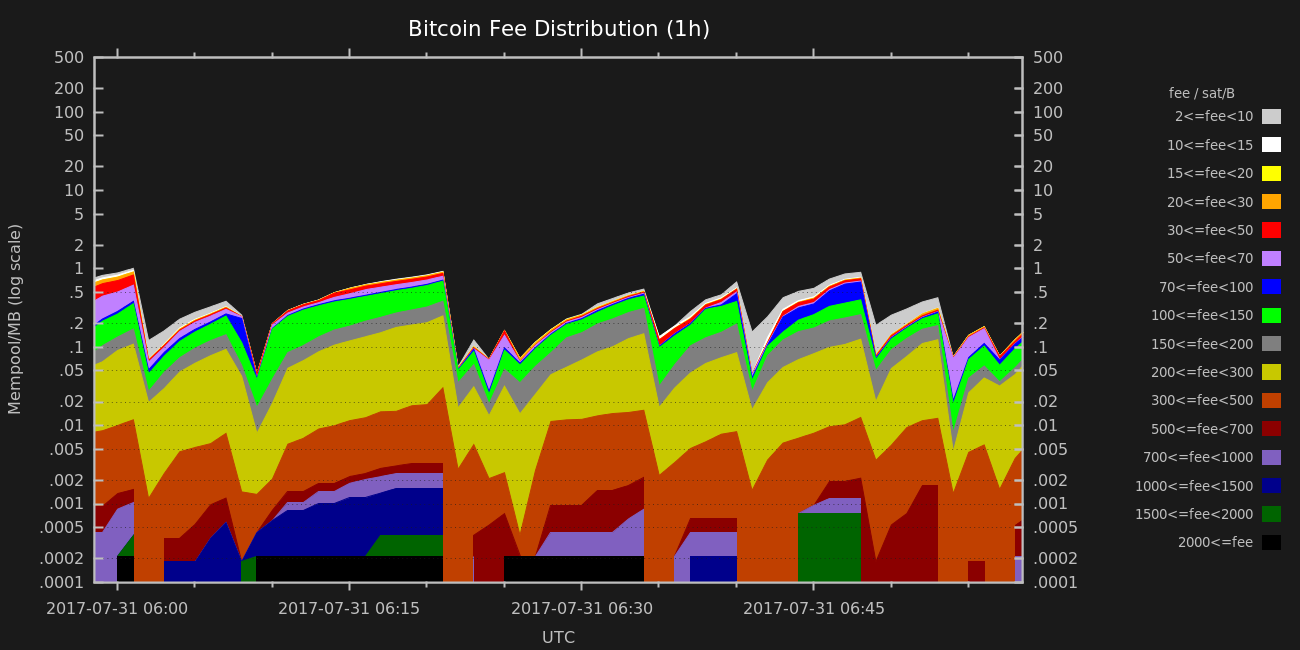 Bitcoin Fee Distribution (1h)
500 500
200 200
100 100
50 50
20 20
10 10
5 5
2 2
1 1
.5 .5
.2 .2
.1 .1
.05 .05
.02 .02
.01 .01
.005 .005
.002 .002
.001 .001
.0005 .0005
.0002 .0002
.0001 .0001
Mempool/MB (log scale)
2017-07-31 06:00 2017-07-31 06:15 2017-07-31 06:30 2017-07-31 06:45
UTC
fee / sat/B
2<=fee<10
10<=fee<15
15<=fee<20
20<=fee<30
30<=fee<50
50<=fee<70
70<=fee<100
100<=fee<150
150<=fee<200
200<=fee<300
300<=fee<500
500<=fee<700
700<=fee<1000
1000<=fee<1500
1500<=fee<2000
2000<=fee